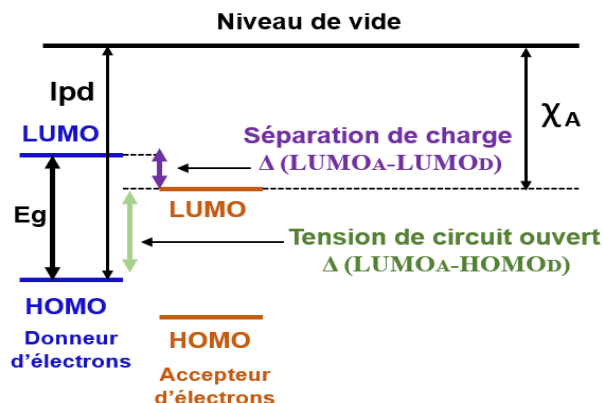 Niveau de vide
Ipd
χA
LUMO
Séparation de charge
Δ (LUMOA-LUMOD)
Eg
LUMO
Tension de circuit ouvert
Δ (LUMOA-HOMOD)
HOMO
Donneur
d'électrons
HOMO
Accepteur
d'électrons